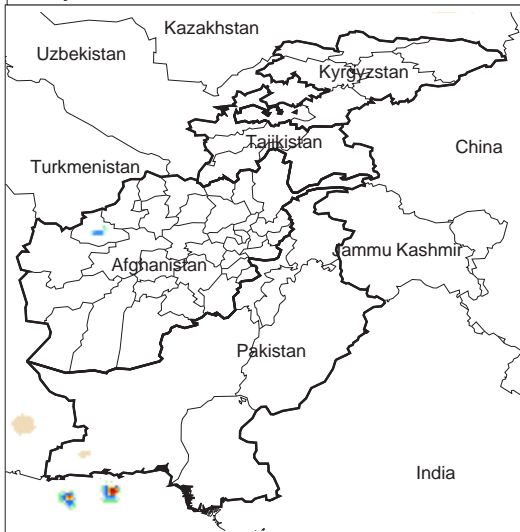 Kazakhstan
Uzbekistan
Kyrgyzstan
Tajikistan
China
Turkmenistan
Jammu Kashmir
Afghanistan
Pakistan
India